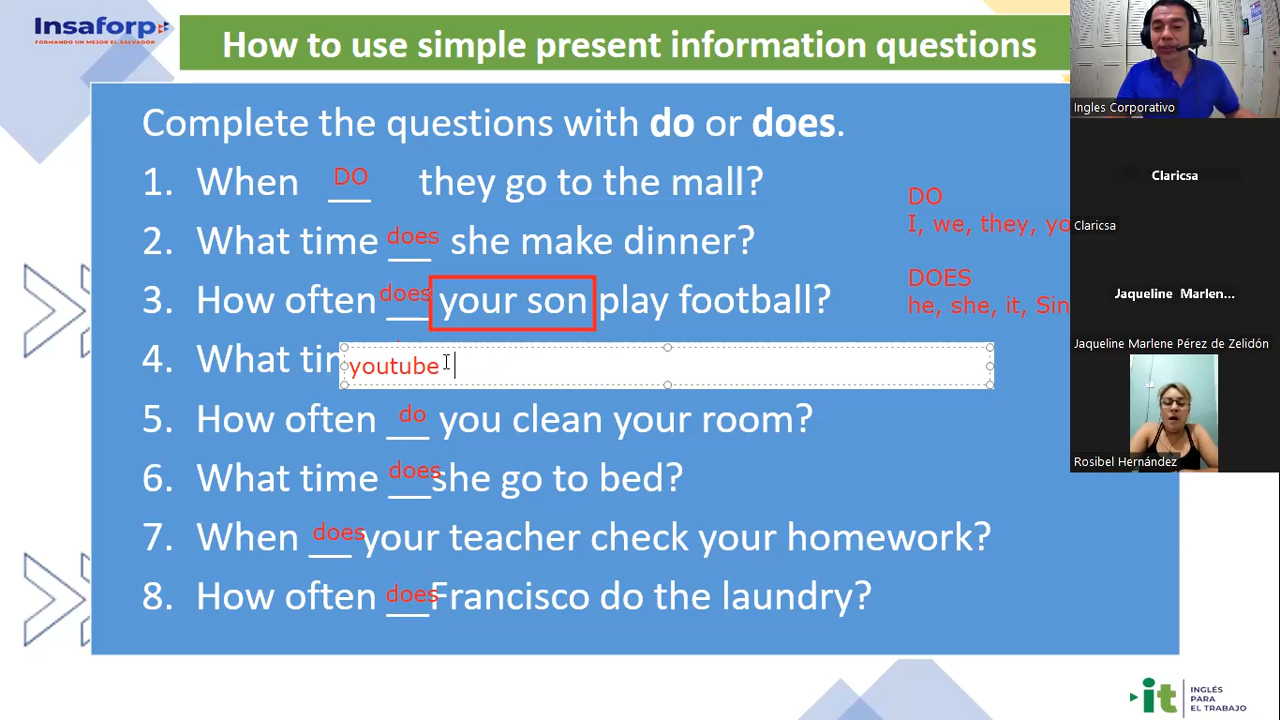 Insaforp
FORMANDO UN MEJOR EL SALVADOR
How to use simple present information questions
Complete the questions with do or does.
1. When DO they go to the mall?
2. What time does she make dinner?
3. How often does your son play football?
4. What tim
youtube
5. How often do you clean your room?
6. What time does she go to bed?
7. When does your teacher check your homework?
8. How often does Francisco do the laundry?
DO
I, we, they, yo
DOES
he, she, it, Sin
Ingles Corporativo
Claricsa
Claricsa
Jaqueline Marlen...
Jaqueline Marlene Pérez de Zelidón
Rosibel Hernández
it
INGLÉS
PARA
EL TRABAJO